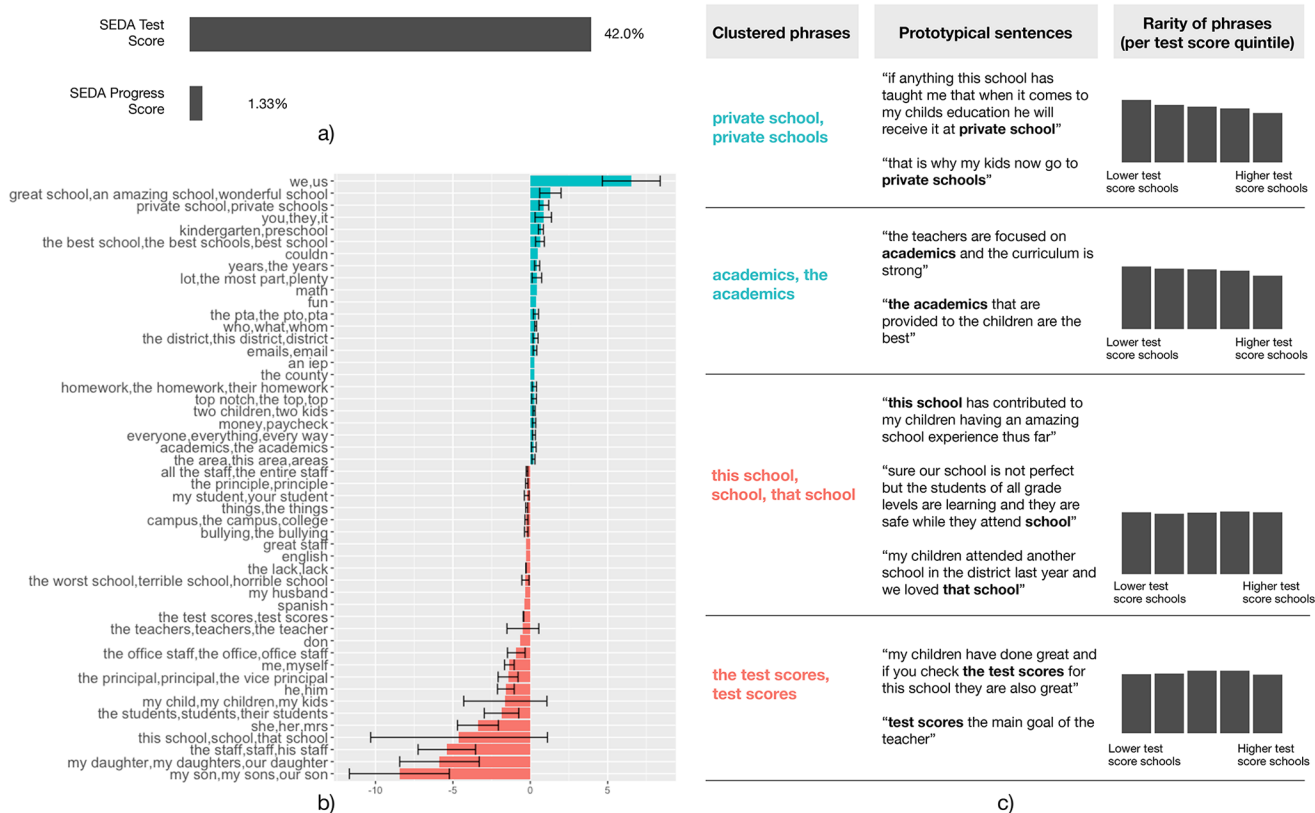 SEDA Test
Score
42.0%
SEDA Progress
Score
1.33%
a)
we,us
great school,an amazing school,wonderful school
private school,private schools
you,they,it
kindergarten,preschool
the best school,the best schools,best school
couldn
years,the years
lot,the most part,plenty
math
fun
the pta,the pto,pta
who,what,whom
the district,this district,district
emails,email
an iep
the county
homework,the homework,their homework
top notch,the top,top
two children,two kids
money,paycheck
everyone,everything,every way
academics,the academics
the area,this area,areas
all the staff,the entire staff
the principle,principle
my student,your student
things,the things
campus,the campus,college
bullying,the bullying
great staff
english
the lack,lack
the worst school,terrible school,horrible school
my husband
spanish
the test scores,test scores
the teachers,teachers,the teacher
don
the office staff,the office,office staff
me,myself
the principal,principal,the vice principal
he,him
my child,my children,my kids
the students,students,their students
she,her,mrs
this school,school,that school
the staff,staff,his staff
my daughter,my daughters,our daughter
my son,my sons,our son
-10 -5 0 5
b)
Clustered phrases
Prototypical sentences
Rarity of phrases
(per test score quintile)
private school,
private schools
“if anything this school has
taught me that when it comes to
my childs education he will
receive it at private school”
“that is why my kids now go to
private schools”
Lower test
score schools
Higher test
score schools
academics, the
academics
“the teachers are focused on
academics and the curriculum is
strong”
“the academics that are
provided to the children are the
best”
Lower test
score schools
Higher test
score schools
this school,
school, that school
“this school has contributed to
my children having an amazing
school experience thus far”
“sure our school is not perfect
but the students of all grade
levels are learning and they are
safe while they attend school”
“my children attended another
school in the district last year and
we loved that school”
Lower test
score schools
Higher test
score schools
the test scores,
test scores
“my children have done great and
if you check the test scores for
this school they are also great”
“test scores the main goal of the
teacher”
Lower test
score schools
Higher test
score schools
c)